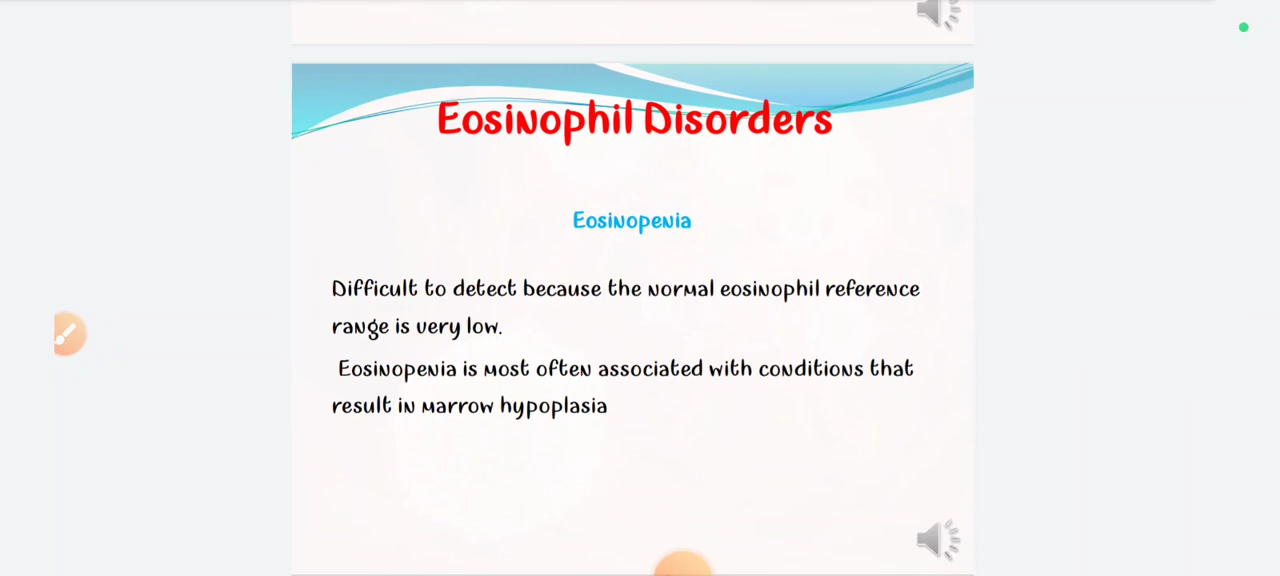 Eosinophil Disorders
Eosinopenia
Difficult to detect because the normal eosinophil reference
range is very low.
Eosinopenia is most often associated with conditions that
result in marrow hypoplasia